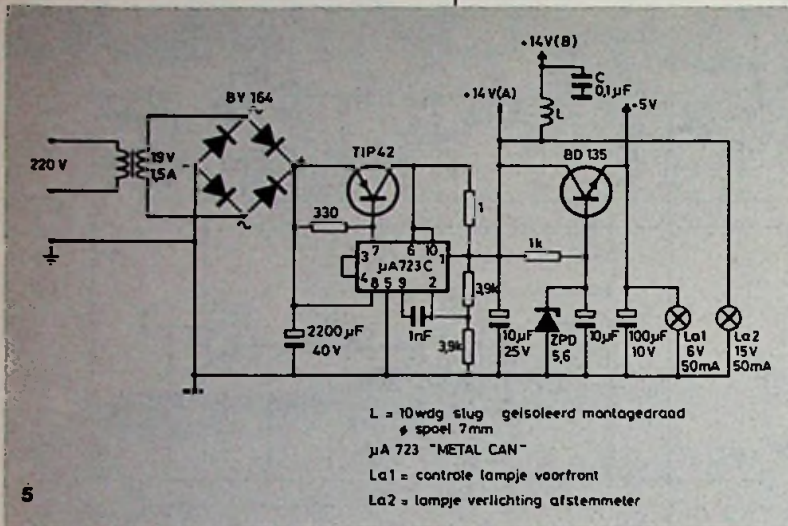 +14V(B)
C
0,1µF
BY 164
+14V(A)
L
+5V
~
TIP42
BD 135
220 V
19V
1,5A
-
+
330
1
1k
7 6 10
3 µA723C 1
4
8 5 9 2
3,9k
2200µF
40V
1nF
3,9k
10µF
25V
ZPD
5,6
10µF
100µF
10V
La1
6V
50mA
La2
15V
50mA
~
L = 10wdg slug geisoleerd montagedraad
ø spoel 7mm
µA 723 "METAL CAN"
La1 = controle lampje voorfront
La2 = lampje verlichting afstemmeter
5